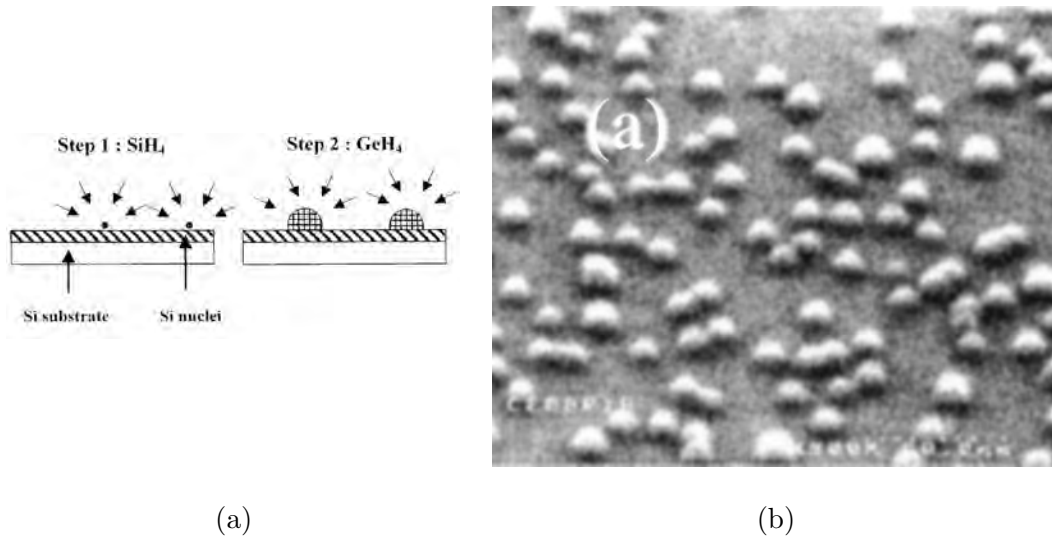 Step 1 : SiH₄ Step 2 : GeH₄
Si substrate Si nuclei
(a)
(a) (b)